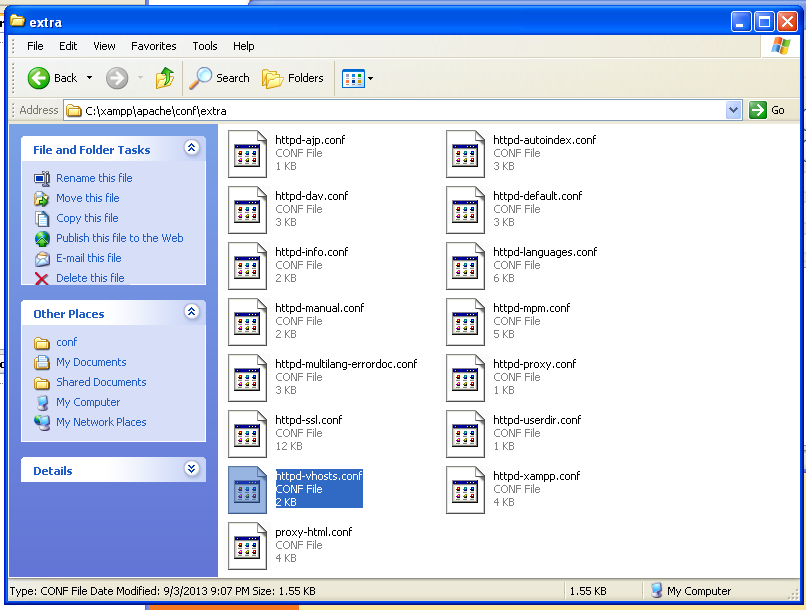 extra
File Edit View Favorites Tools Help
Back Search Folders
Address C:\xampp\apache\conf\extra Go
File and Folder Tasks
Rename this file
Move this file
Copy this file
Publish this file to the Web
E-mail this file
Delete this file
Other Places
conf
My Documents
Shared Documents
My Computer
My Network Places
Details
httpd-ajp.conf
CONF File
1 KB
httpd-autoindex.conf
CONF File
3 KB
httpd-dav.conf
CONF File
3 KB
httpd-default.conf
CONF File
3 KB
httpd-info.conf
CONF File
2 KB
httpd-languages.conf
CONF File
6 KB
httpd-manual.conf
CONF File
2 KB
httpd-mpm.conf
CONF File
5 KB
httpd-multilang-errordoc.conf
CONF File
3 KB
httpd-proxy.conf
CONF File
1 KB
httpd-ssl.conf
CONF File
12 KB
httpd-userdir.conf
CONF File
1 KB
httpd-vhosts.conf
CONF File
2 KB
httpd-xampp.conf
CONF File
4 KB
proxy-html.conf
CONF File
4 KB
Type: CONF File Date Modified: 9/3/2013 9:07 PM Size: 1.55 KB 1.55 KB My Computer